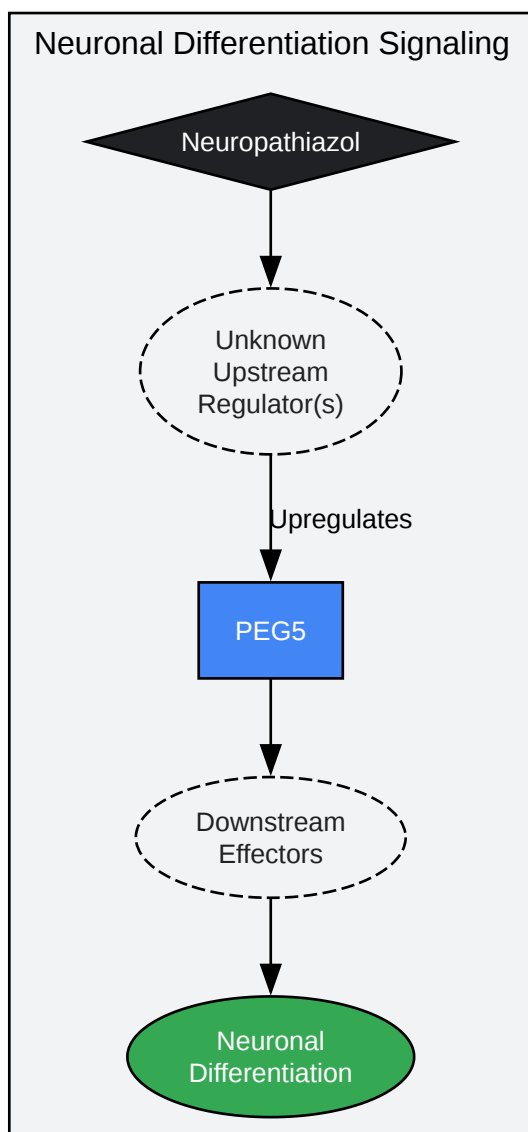 Neuronal Differentiation Signaling
Neuropathiazol
Unknown
Upstream
Regulator(s)
Upregulates
PEG5
Downstream
Effectors
Neuronal
Differentiation